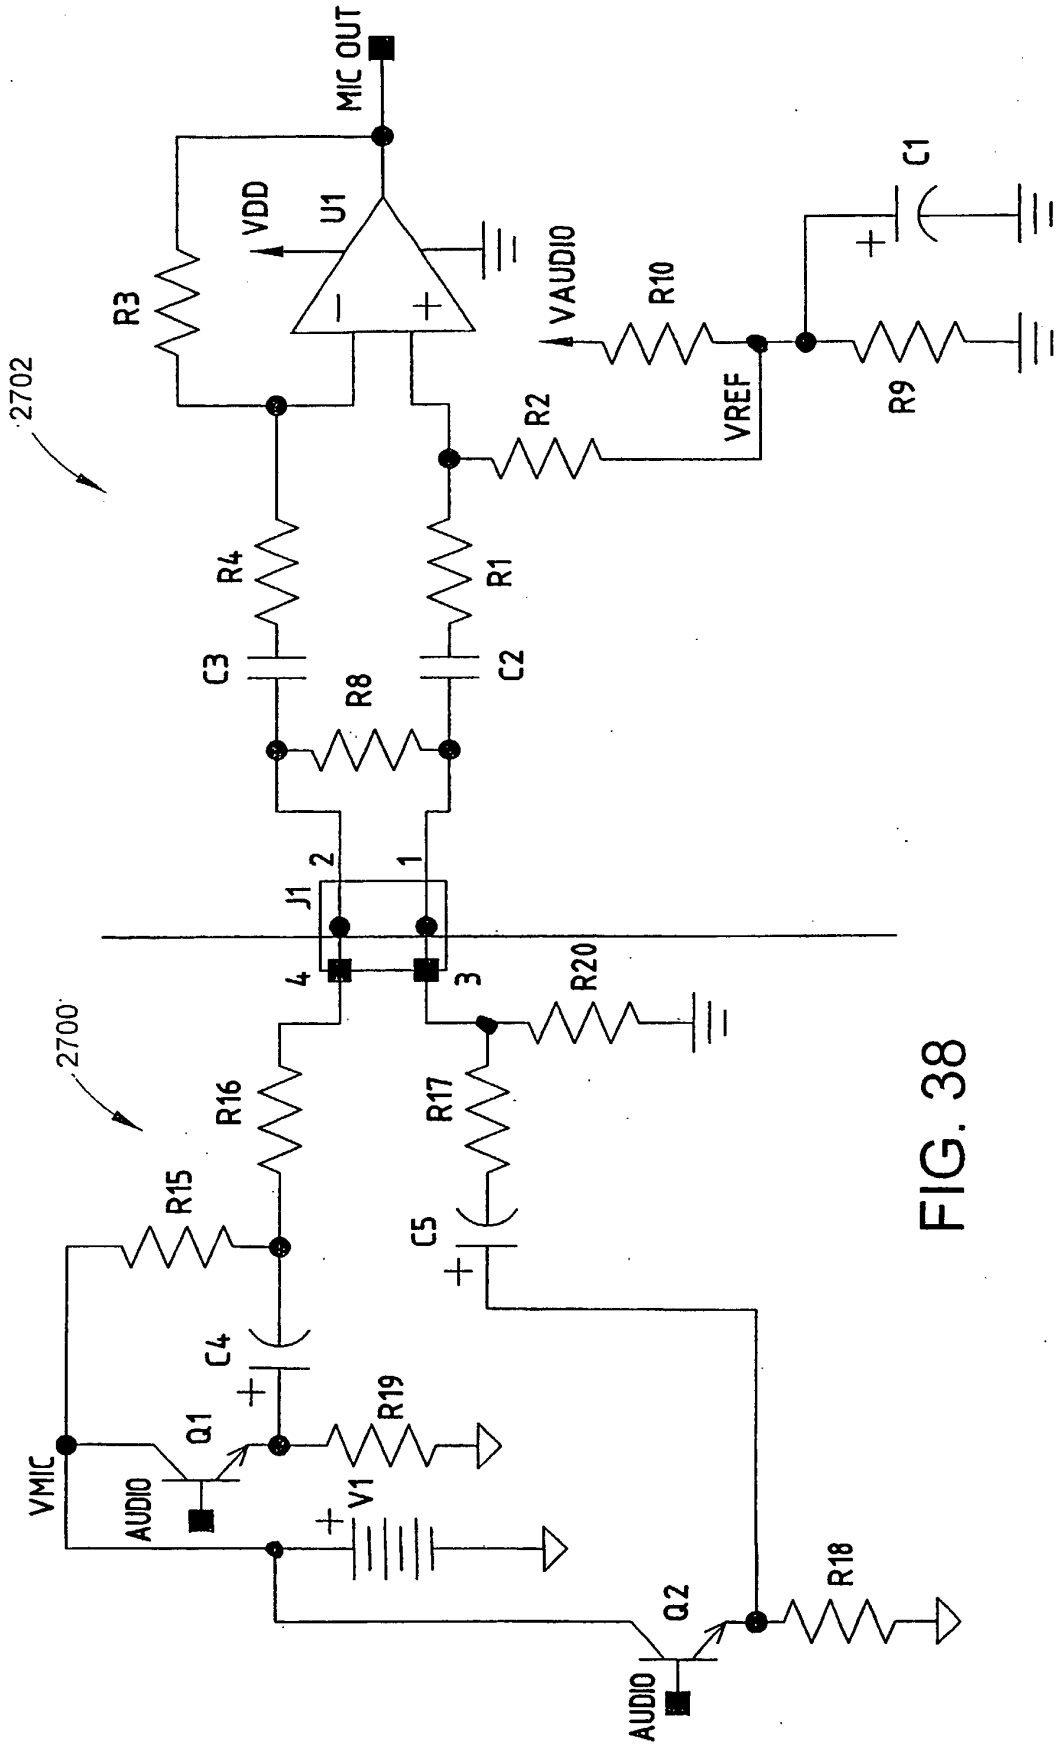 2700
2702
VMIC
AUDIO
Q1
R15
C4
+
R19
V1
+
R16
AUDIO
Q2
R18
C5
+
R17
R20
4
3
J1
2
1
R8
C3
R4
C2
R1
R3
VDD
U1
−
+
MIC OUT
R2
VAUDIO
R10
VREF
R9
+
C1
FIG. 38